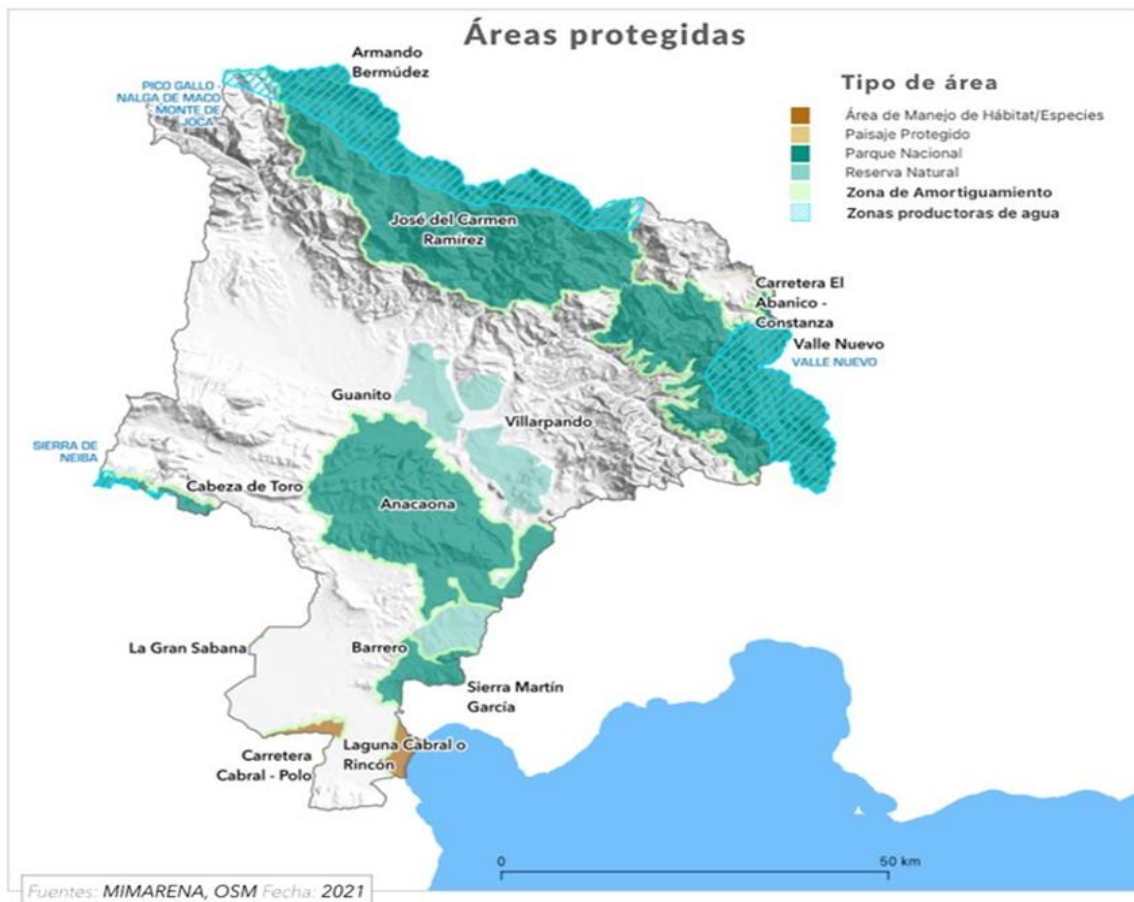 Áreas protegidas
Armando
Bermúdez
PICO GALLO -
NALGA DE MACO
MONTE DE
JOCA
Tipo de área
Área de Manejo de Hábitat/Especies
Paisaje Protegido
Parque Nacional
Reserva Natural
Zona de Amortiguamiento
Zonas productoras de agua
José del Carmen
Ramírez
Carretera El
Abanico -
Constanza
Valle Nuevo
VALLE NUEVO
Guanito
Villarpando
SIERRA DE
NEIBA
Cabeza de Toro
Anacaona
La Gran Sabana
Barrero
Sierra Martín
García
Carretera
Cabral - Polo
Laguna Cabral o
Rincón
0 50 km
Fuentes: MIMARENA, OSM Fecha: 2021